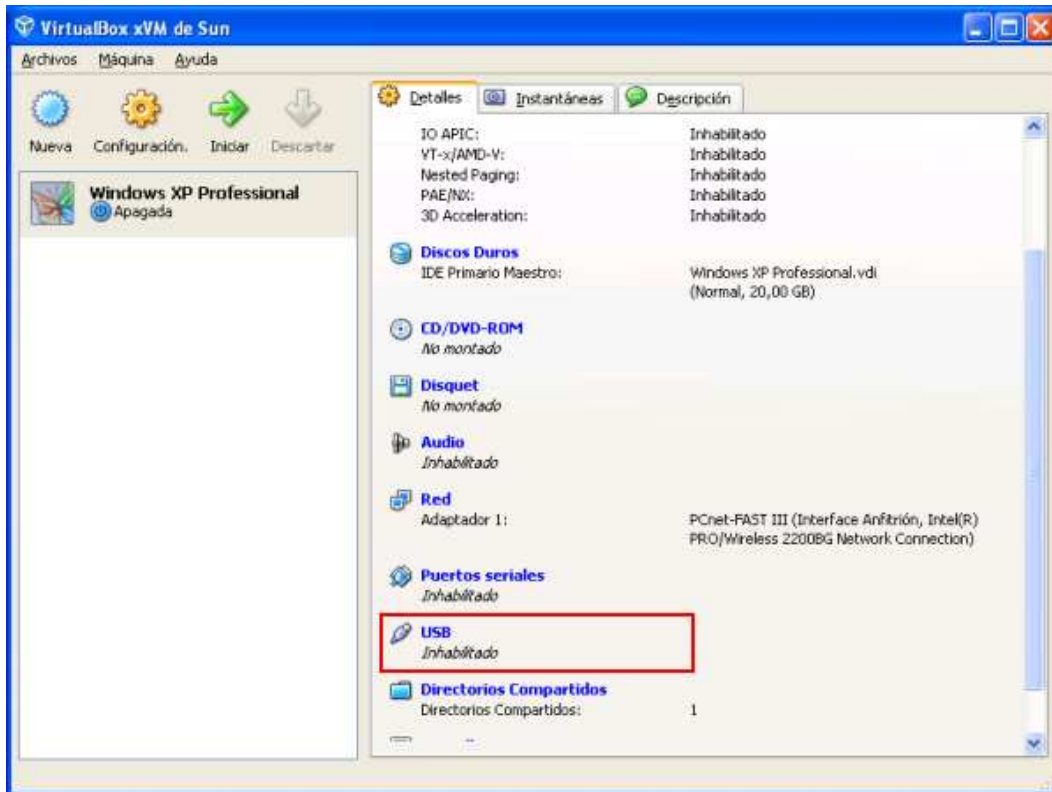 VirtualBox xVM de Sun
Archivos Máquina Ayuda
Nueva Configuración. Iniciar Descartar
Windows XP Professional
Apagada
Detalles Instantáneas Descripción
IO APIC: Inhabilitado
VT-x/AMD-V: Inhabilitado
Nested Paging: Inhabilitado
PAE/NX: Inhabilitado
3D Acceleration: Inhabilitado
Discos Duros
IDE Primario Maestro: Windows XP Professional.vdi
(Normal, 20,00 GB)
CD/DVD-ROM
No montado
Disquet
No montado
Audio
Inhabilitado
Red
Adaptador 1: PCnet-FAST III (Interface Anfitrión, Intel(R)
PRO/Wireless 2200BG Network Connection)
Puertos seriales
Inhabilitado
USB
Inhabilitado
Directorios Compartidos
Directorios Compartidos: 1